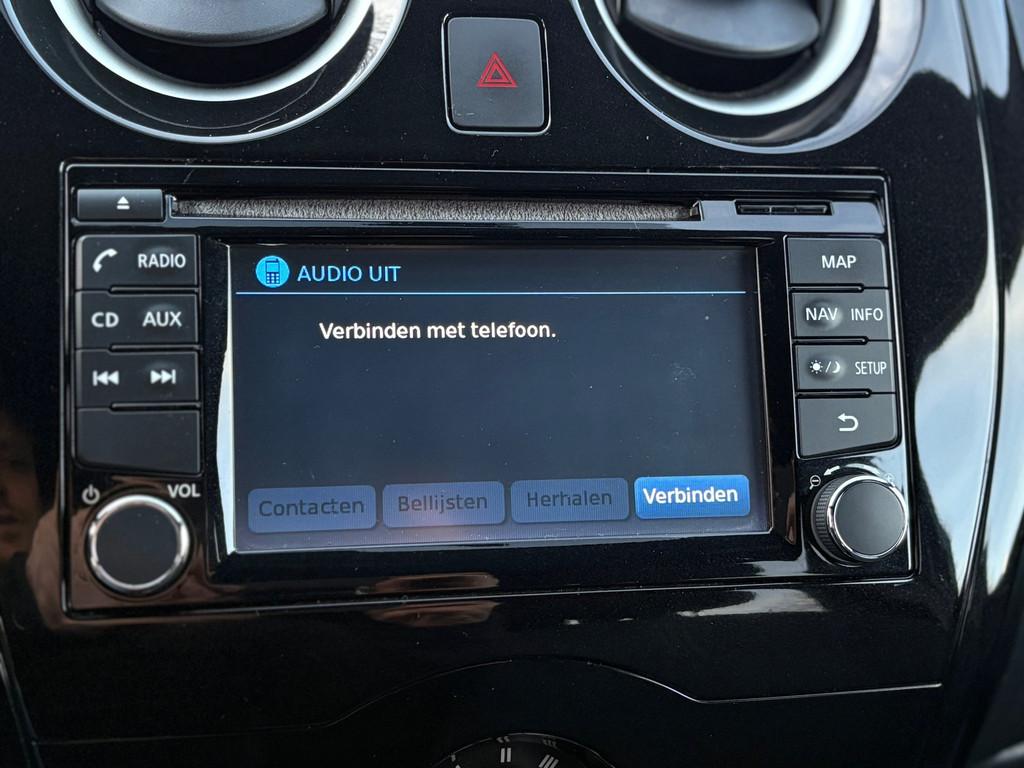 RADIO
CD AUX
VOL
AUDIO UIT
Verbinden met telefoon.
Contacten Bellijsten Herhalen Verbinden
MAP
NAV INFO
SETUP